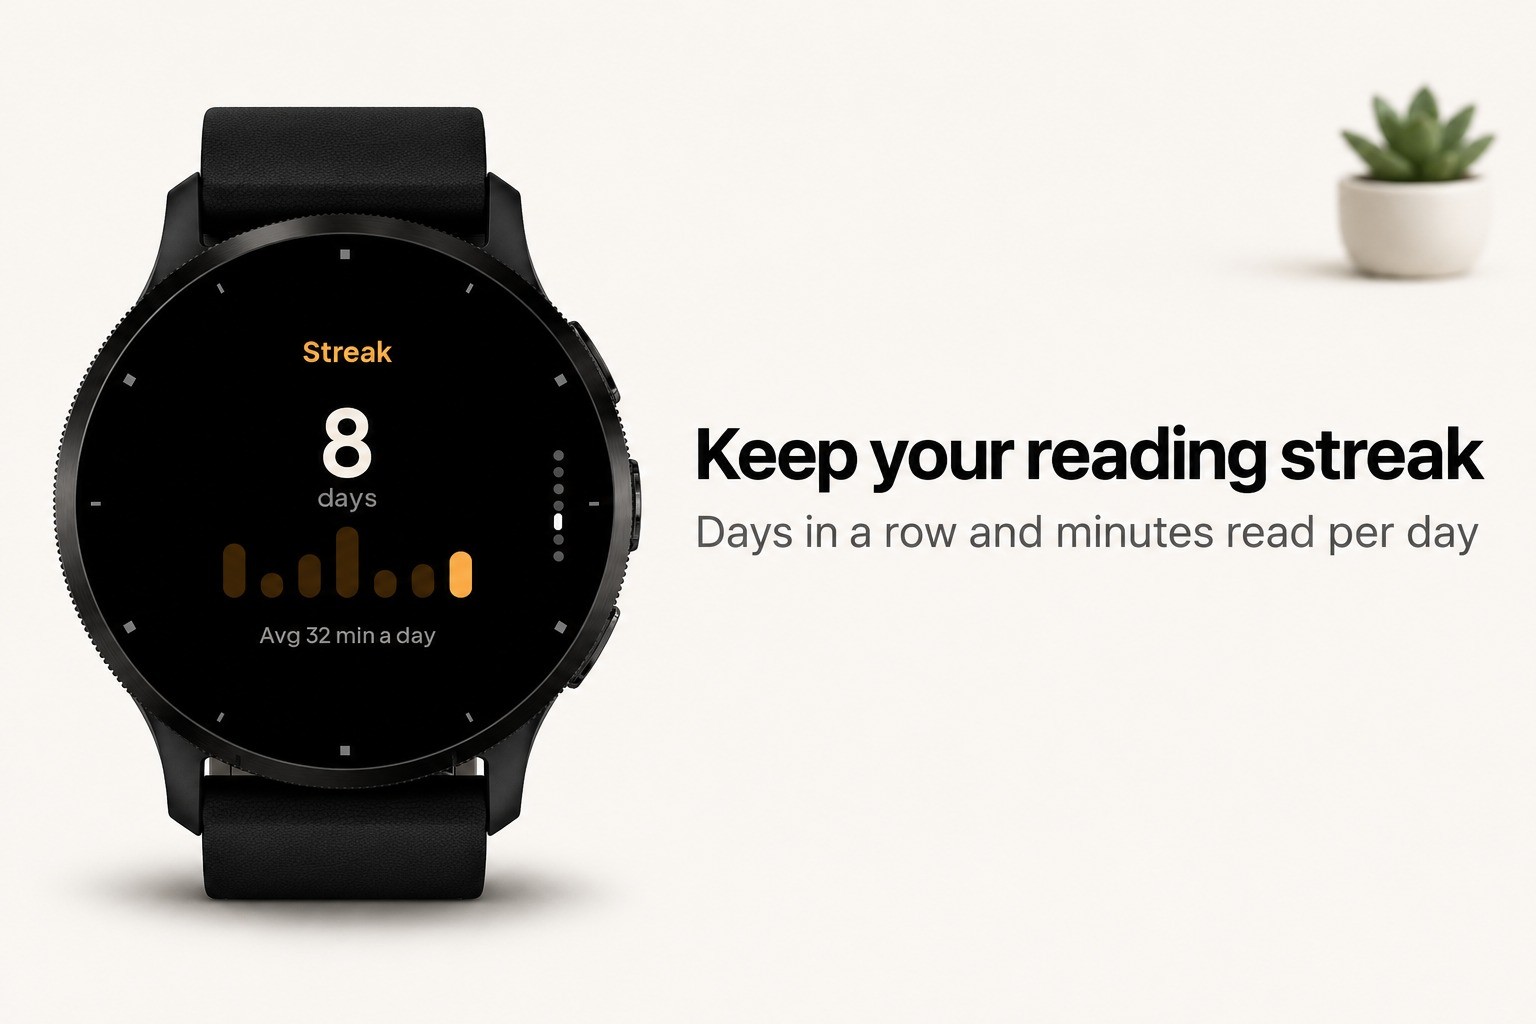 Streak
8
days
Avg 32 min a day
Keep your reading streak
Days in a row and minutes read per day